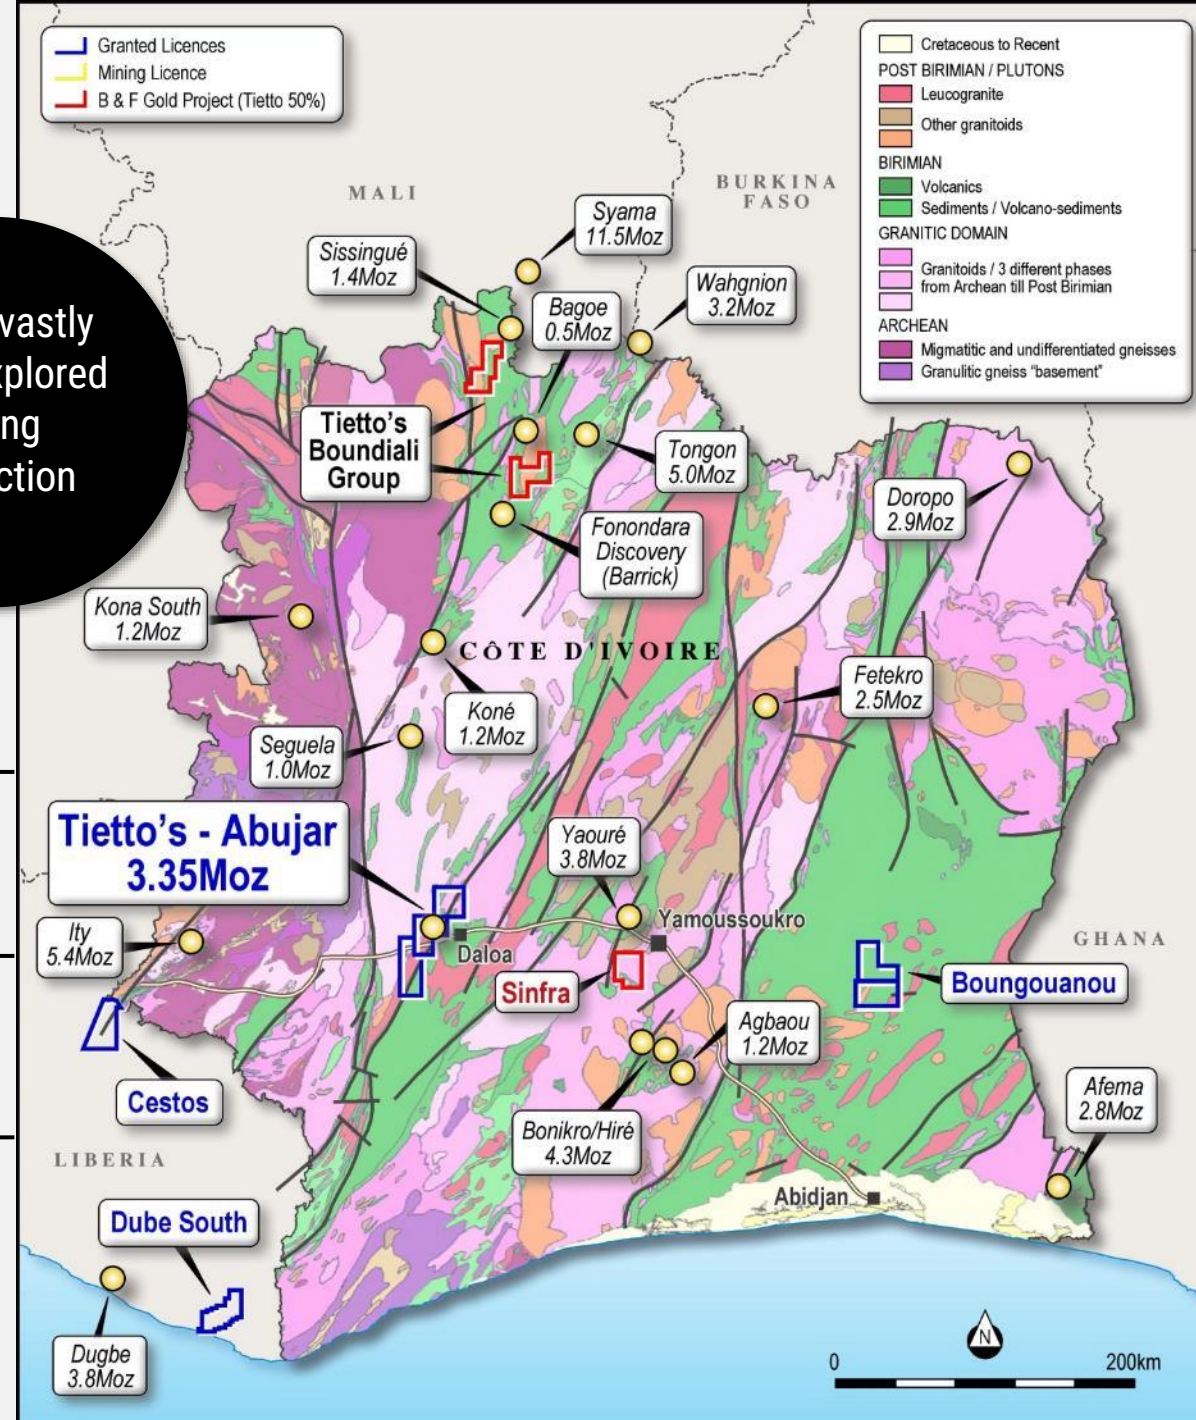 Granted Licences
Mining Licence
B & F Gold Project (Tietto 50%)
Cretaceous to Recent
POST BIRIMIAN / PLUTONS
Leucogranite
Other granitoids
BIRIMIAN
Volcanics
Sediments / Volcano-sediments
GRANITIC DOMAIN
Granitoids / 3 different phases
from Archean till Post Birimian
ARCHEAN
Migmatitic and undifferentiated gneisses
Granulitic gneiss "basement"
MALI
BURKINA
FASO
Syama
11.5Moz
Sissingué
1.4Moz
Wahgnion
3.2Moz
Bagoe
0.5Moz
vastly
Tietto's
Boundiali
Group
Tongon
5.0Moz
Doropo
2.9Moz
Fonondara
Discovery
(Barrick)
Kona South
1.2Moz
CÔTE D'IVOIRE
Koné
1.2Moz
Fetekro
2.5Moz
Seguela
1.0Moz
Tietto's - Abujar
3.35Moz
Yaouré
3.8Moz
Yamoussoukro
Ity
5.4Moz
Daloa
GHANA
Sinfra
Boungouanou
Agbaou
1.2Moz
Cestos
Afema
2.8Moz
Bonikro/Hiré
4.3Moz
LIBERIA
Abidjan
Dube South
Dugbe
3.8Moz
N
0 200km